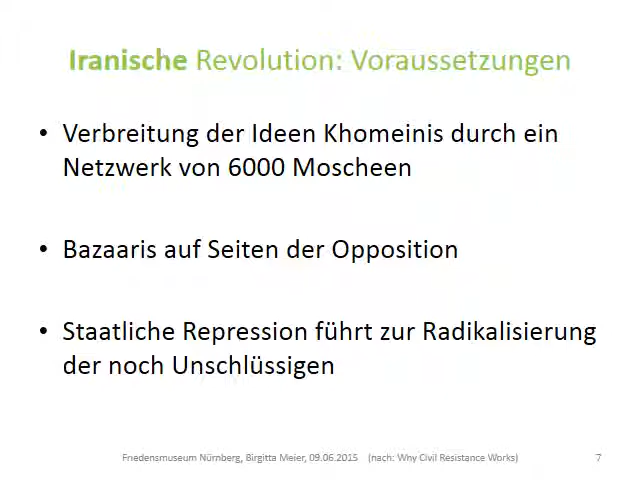 Iranische Revolution: Voraussetzungen
• Verbreitung der Ideen Khomeinis durch ein
Netzwerk von 6000 Moscheen
• Bazaaris auf Seiten der Opposition
• Staatliche Repression führt zur Radikalisierung
der noch Unschlüssigen
Friedensmuseum Nürnberg, Birgitta Meier, 09.06.2015 (nach: Why Civil Resistance Works) 7